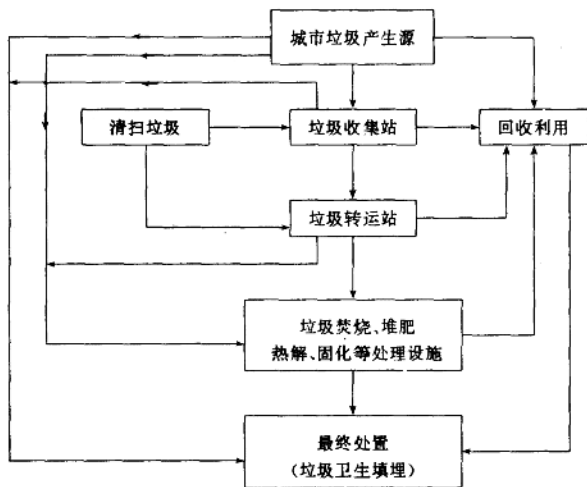 城市垃圾产生源
清扫垃圾
垃圾收集站
回收利用
垃圾转运站
垃圾焚烧、堆肥
热解、固化等处理设施
最终处置
(垃圾卫生填埋)